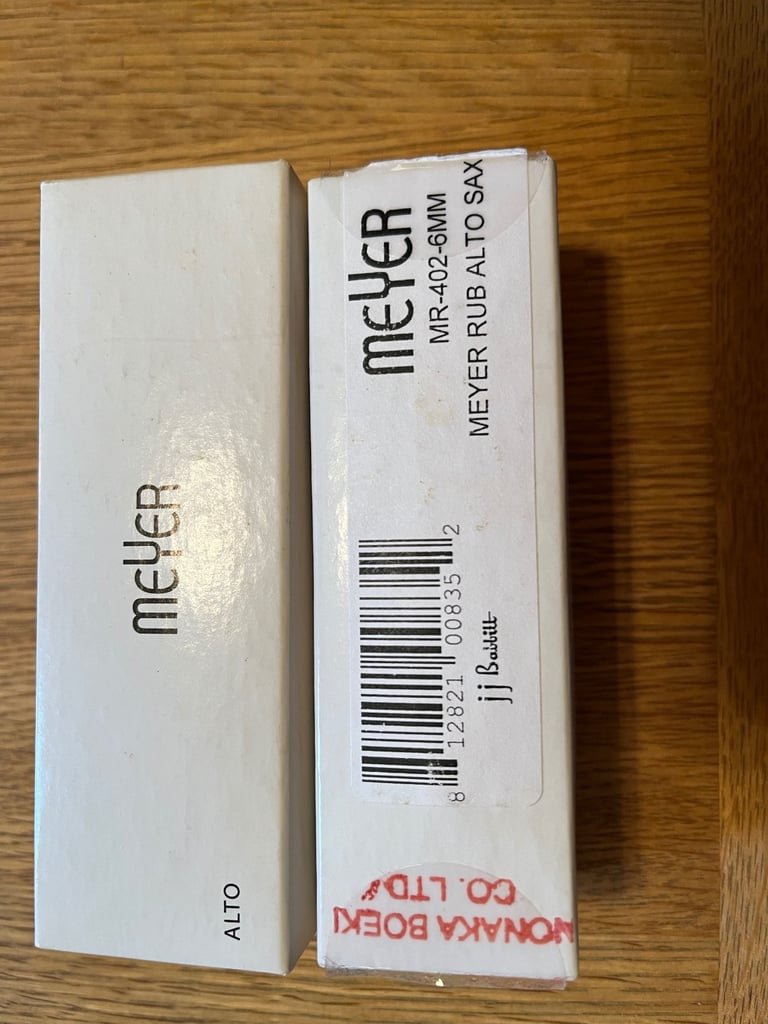 meyer
ALTO
meyer
MR-402-6MM
MEYER RUB ALTO SAX
8 12821 00835 2
jj Babbitt
NONAKA BOEKI
CO. LTD.